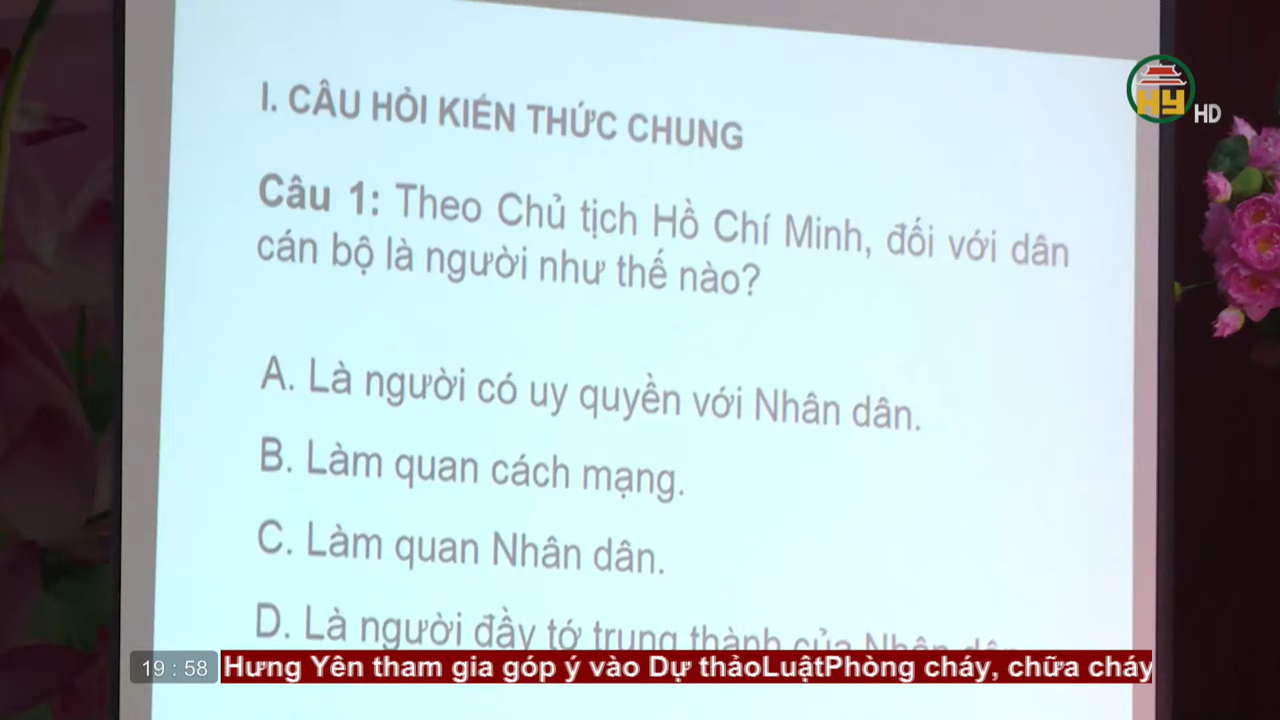 I. CÂU HỎI KIẾN THỨC CHUNG
Câu 1: Theo Chủ tịch Hồ Chí Minh, đối với dân
cán bộ là người như thế nào?
A. Là người có uy quyền với Nhân dân.
B. Làm quan cách mạng.
C. Làm quan Nhân dân.
D. Là người đầy tớ trung thành của Nhân dân
19 : 58 Hưng Yên tham gia góp ý vào Dự thảoLuậtPhòng cháy, chữa cháy
HY HD